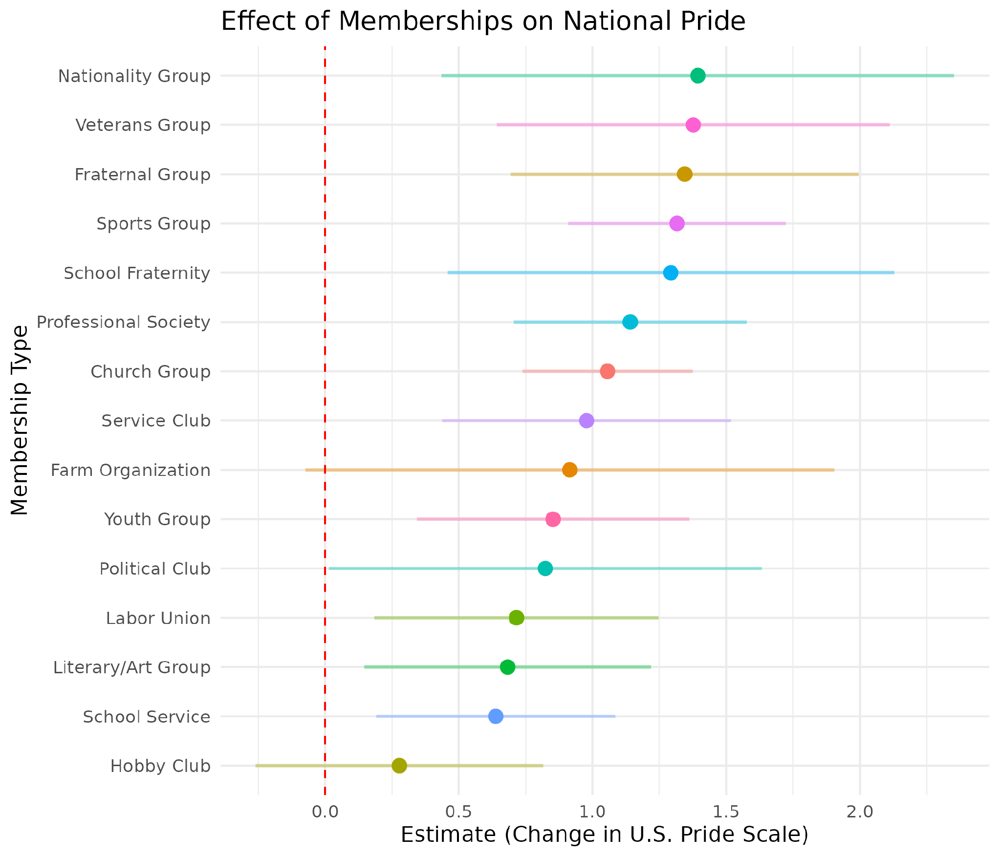 Effect of Memberships on National Pride
Membership Type
Nationality Group
Veterans Group
Fraternal Group
Sports Group
School Fraternity
Professional Society
Church Group
Service Club
Farm Organization
Youth Group
Political Club
Labor Union
Literary/Art Group
School Service
Hobby Club
0.0 0.5 1.0 1.5 2.0
Estimate (Change in U.S. Pride Scale)